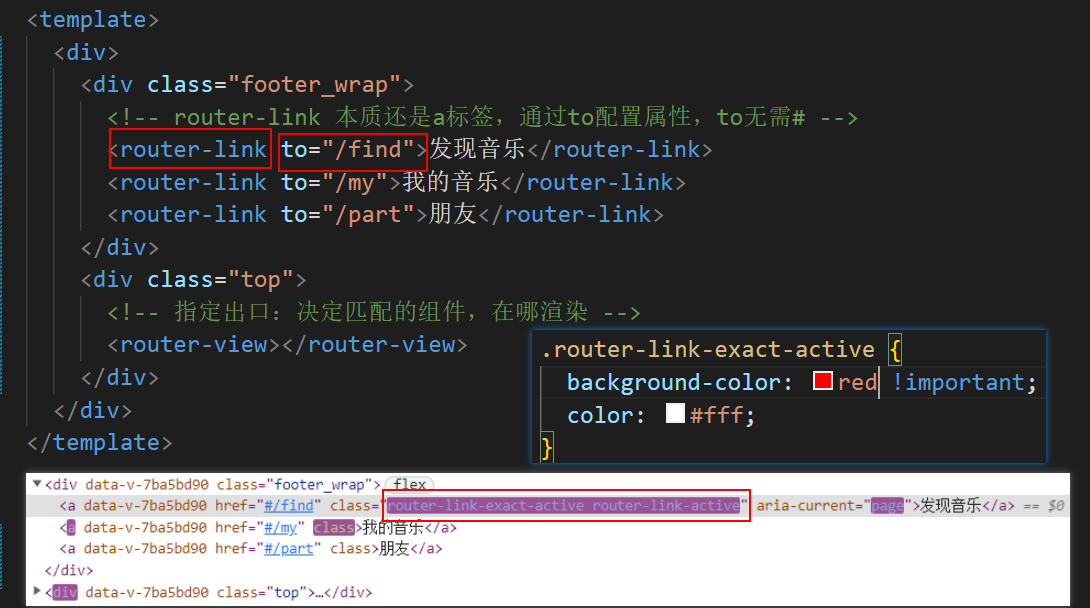 <template>
<div>
<div class="footer_wrap">
<!-- router-link 本质还是a标签，通过to配置属性，to无需# -->
<router-link to="/find">发现音乐</router-link>
<router-link to="/my">我的音乐</router-link>
<router-link to="/part">朋友</router-link>
</div>
<div class="top">
<!-- 指定出口：决定匹配的组件，在哪渲染 -->
<router-view></router-view>
</div>
</div>
</template>
.router-link-exact-active {
background-color: red !important;
color: #fff;
}
▼<div data-v-7ba5bd90 class="footer_wrap"> flex
<a data-v-7ba5bd90 href="#/find" class="router-link-exact-active router-link-active" aria-current="page">发现音乐</a> == $0
<a data-v-7ba5bd90 href="#/my" class>我的音乐</a>
<a data-v-7ba5bd90 href="#/part" class>朋友</a>
</div>
▶<div data-v-7ba5bd90 class="top">…</div>